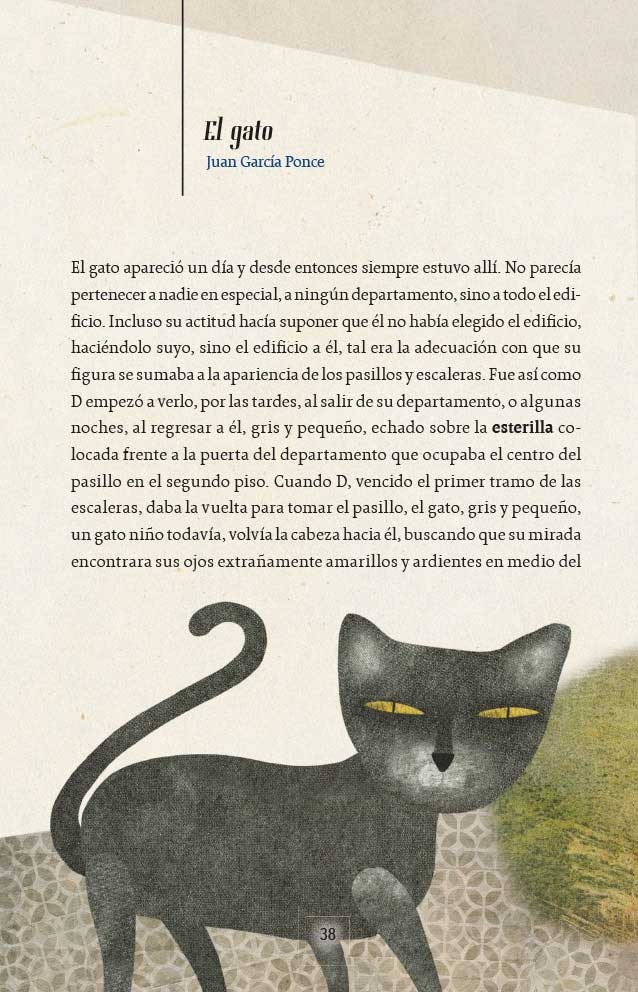 El gato
Juan García Ponce
El gato apareció un día y desde entonces siempre estuvo allí. No parecía
pertenecer a nadie en especial, a ningún departamento, sino a todo el edi-
ficio. Incluso su actitud hacía suponer que él no había elegido el edificio,
haciéndolo suyo, sino el edificio a él, tal era la adecuación con que su
figura se sumaba a la apariencia de los pasillos y escaleras. Fue así como
D empezó a verlo, por las tardes, al salir de su departamento, o algunas
noches, al regresar a él, gris y pequeño, echado sobre la esterilla co-
locada frente a la puerta del departamento que ocupaba el centro del
pasillo en el segundo piso. Cuando D, vencido el primer tramo de las
escaleras, daba la vuelta para tomar el pasillo, el gato, gris y pequeño,
un gato niño todavía, volvía la cabeza hacia él, buscando que su mirada
encontrara sus ojos extrañamente amarillos y ardientes en medio del
38